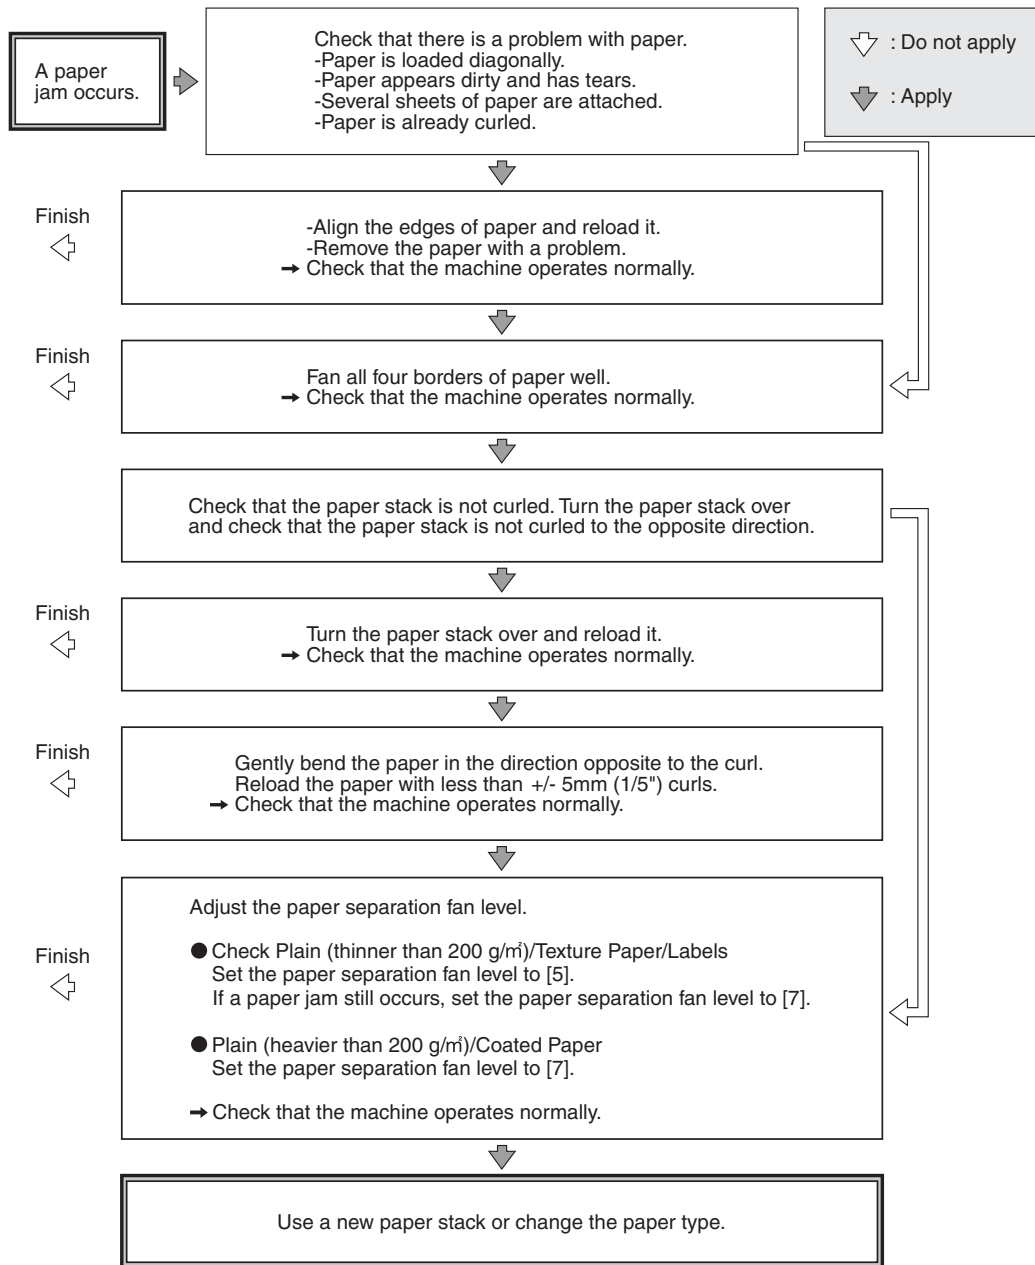 A paper
jam occurs.
Check that there is a problem with paper.
-Paper is loaded diagonally.
-Paper appears dirty and has tears.
-Several sheets of paper are attached.
-Paper is already curled.
: Do not apply
: Apply
Finish
-Align the edges of paper and reload it.
-Remove the paper with a problem.
→ Check that the machine operates normally.
Finish
Fan all four borders of paper well.
→ Check that the machine operates normally.
Check that the paper stack is not curled. Turn the paper stack over
and check that the paper stack is not curled to the opposite direction.
Finish
Turn the paper stack over and reload it.
→ Check that the machine operates normally.
Finish
Gently bend the paper in the direction opposite to the curl.
Reload the paper with less than +/- 5mm (1/5") curls.
→ Check that the machine operates normally.
Finish
Adjust the paper separation fan level.
● Check Plain (thinner than 200 g/㎡)/Texture Paper/Labels
Set the paper separation fan level to [5].
If a paper jam still occurs, set the paper separation fan level to [7].
● Plain (heavier than 200 g/㎡)/Coated Paper
Set the paper separation fan level to [7].
→ Check that the machine operates normally.
Use a new paper stack or change the paper type.